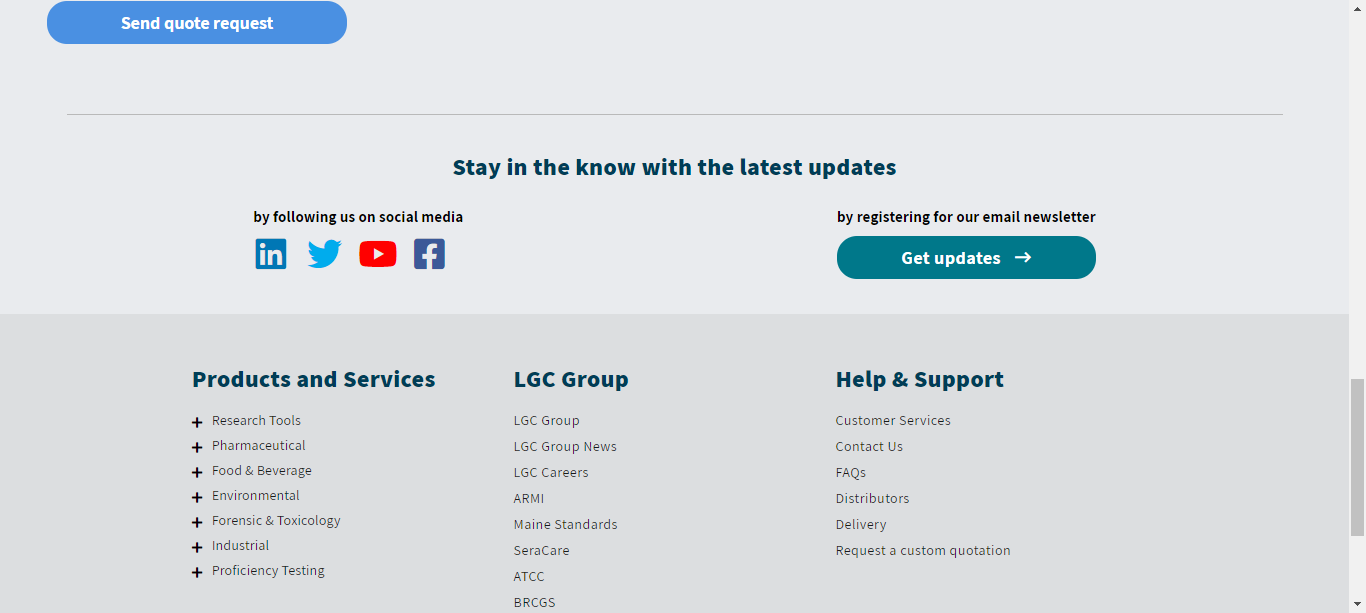 Send quote request
Stay in the know with the latest updates
by following us on social media
by registering for our email newsletter
Get updates →
Products and Services
Research Tools
Pharmaceutical
Food & Beverage
Environmental
Forensic & Toxicology
Industrial
Proficiency Testing
LGC Group
LGC Group
LGC Group News
LGC Careers
ARMI
Maine Standards
SeraCare
ATCC
BRCGS
Help & Support
Customer Services
Contact Us
FAQs
Distributors
Delivery
Request a custom quotation